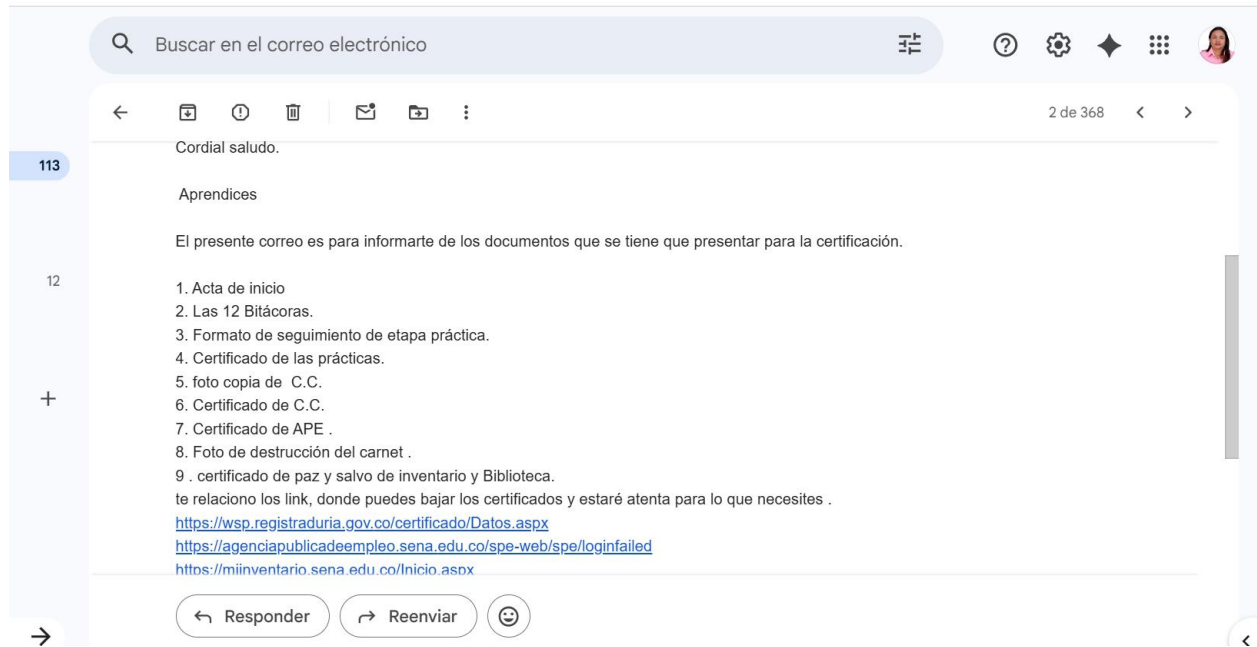 Buscar en el correo electrónico
2 de 368
113
12
Cordial saludo.
Aprendices
El presente correo es para informarte de los documentos que se tiene que presentar para la certificación.
1. Acta de inicio
2. Las 12 Bitácoras.
3. Formato de seguimiento de etapa práctica.
4. Certificado de las prácticas.
5. foto copia de  C.C.
6. Certificado de C.C.
7. Certificado de APE .
8. Foto de destrucción del carnet .
9 . certificado de paz y salvo de inventario y Biblioteca.
te relaciono los link, donde puedes bajar los certificados y estaré atenta para lo que necesites .
https://wsp.registraduria.gov.co/certificado/Datos.aspx
https://agenciapublicadeempleo.sena.edu.co/spe-web/spe/loginfailed
https://miinventario.sena.edu.co/Inicio.aspx
Responder
Reenviar